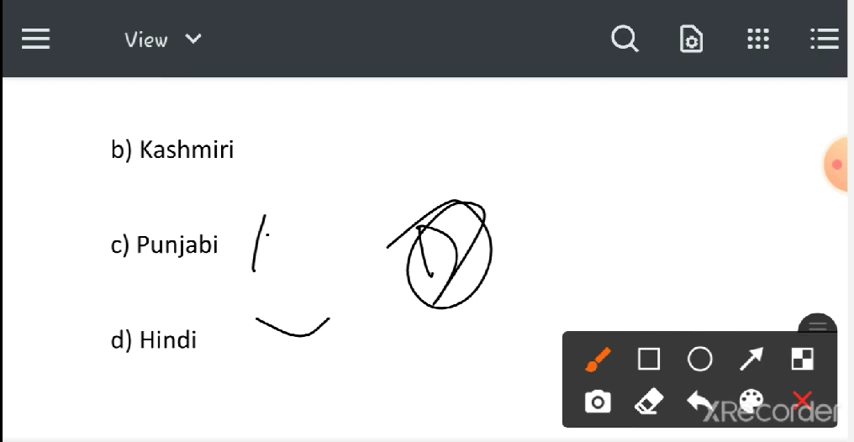 View
b) Kashmiri
c) Punjabi
d) Hindi
XRecorder